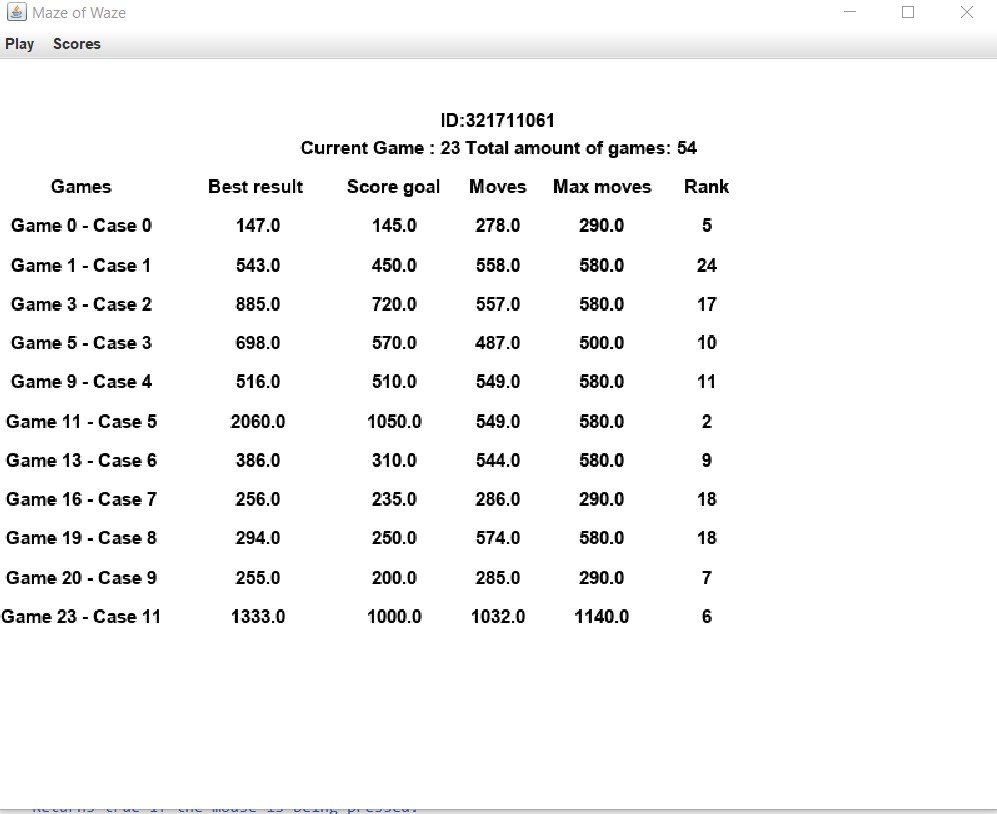 Maze of Waze
Play Scores
ID:321711061
Current Game : 23 Total amount of games: 54
Games Best result Score goal Moves Max moves Rank
Game 0 - Case 0 147.0 145.0 278.0 290.0 5
Game 1 - Case 1 543.0 450.0 558.0 580.0 24
Game 3 - Case 2 885.0 720.0 557.0 580.0 17
Game 5 - Case 3 698.0 570.0 487.0 500.0 10
Game 9 - Case 4 516.0 510.0 549.0 580.0 11
Game 11 - Case 5 2060.0 1050.0 549.0 580.0 2
Game 13 - Case 6 386.0 310.0 544.0 580.0 9
Game 16 - Case 7 256.0 235.0 286.0 290.0 18
Game 19 - Case 8 294.0 250.0 574.0 580.0 18
Game 20 - Case 9 255.0 200.0 285.0 290.0 7
Game 23 - Case 11 1333.0 1000.0 1032.0 1140.0 6
Returns true if the mouse is being pressed.